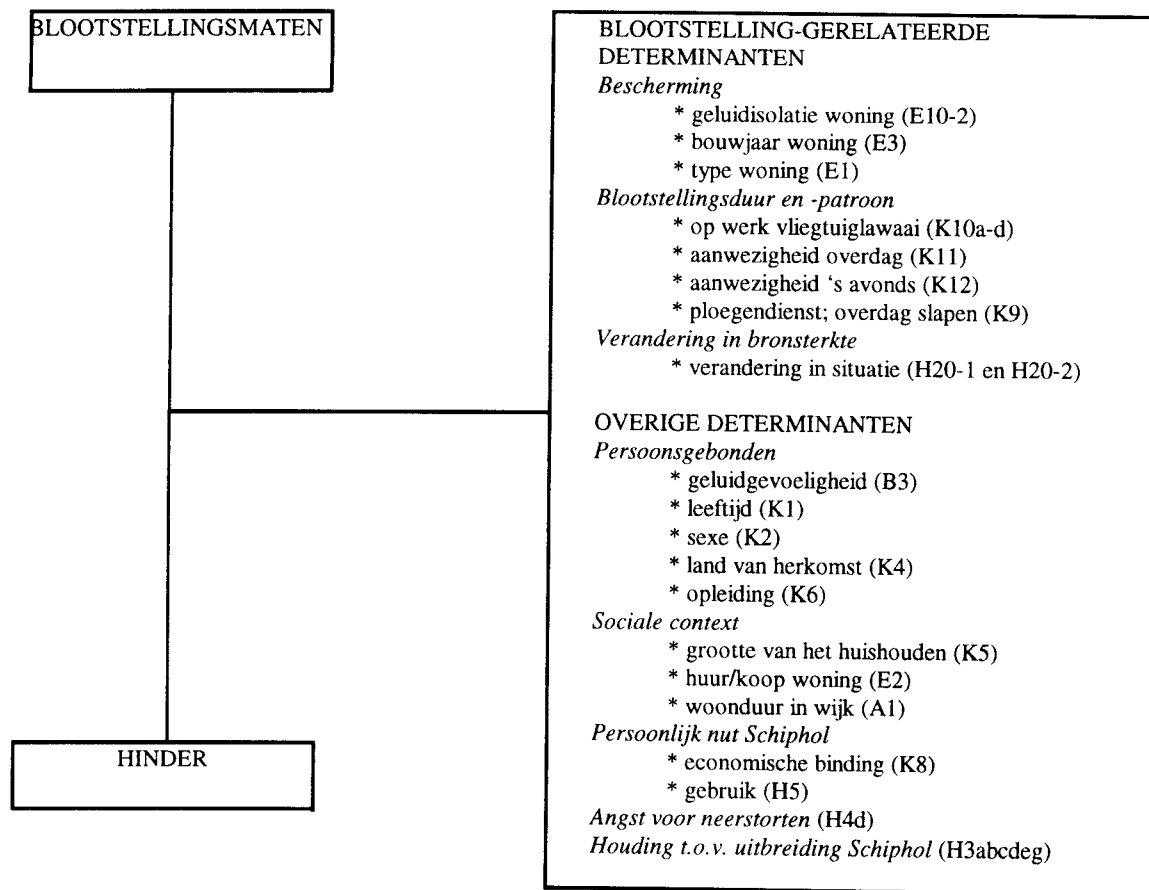 BLOOTSTELLINGSMATEN
BLOOTSTELLING-GERELATEERDE
DETERMINANTEN
Bescherming
* geluidisolatie woning (E10-2)
* bouwjaar woning (E3)
* type woning (E1)
Blootstellingsduur en -patroon
* op werk vliegtuiglawaai (K10a-d)
* aanwezigheid overdag (K11)
* aanwezigheid ‘s avonds (K12)
* ploegendienst; overdag slapen (K9)
Verandering in bronsterkte
* verandering in situatie (H20-1 en H20-2)
OVERIGE DETERMINANTEN
Persoonsgebonden
* geluidgevoeligheid (B3)
* leeftijd (K1)
* sexe (K2)
* land van herkomst (K4)
* opleiding (K6)
Sociale context
* grootte van het huishouden (K5)
* huur/koop woning (E2)
* woonduur in wijk (A1)
Persoonlijk nut Schiphol
* economische binding (K8)
* gebruik (H5)
Angst voor neerstorten (H4d)
Houding t.o.v. uitbreiding Schiphol (H3abcdeg)
HINDER